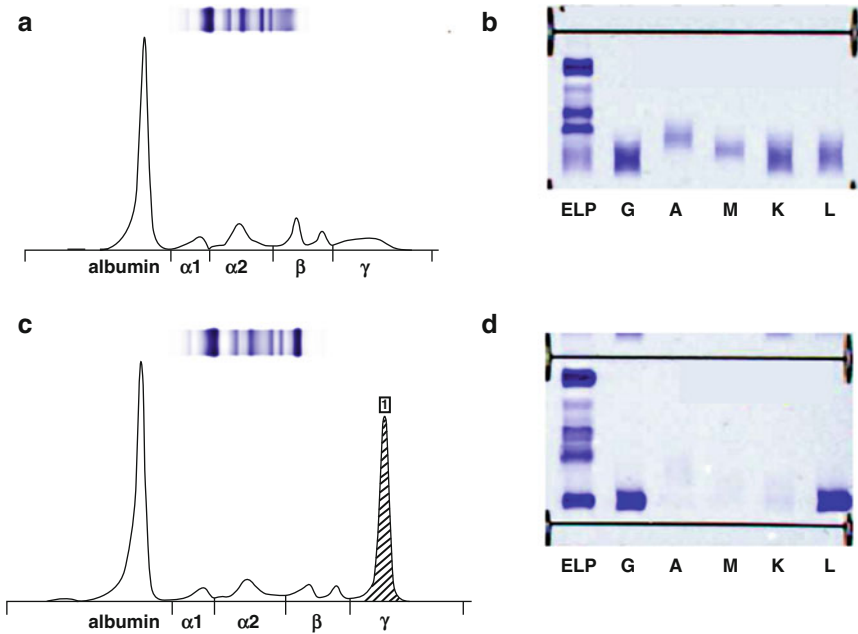 a
albumin α1 α2 β γ
b
ELP G A M K L
c
1
albumin α1 α2 β γ
d
ELP G A M K L